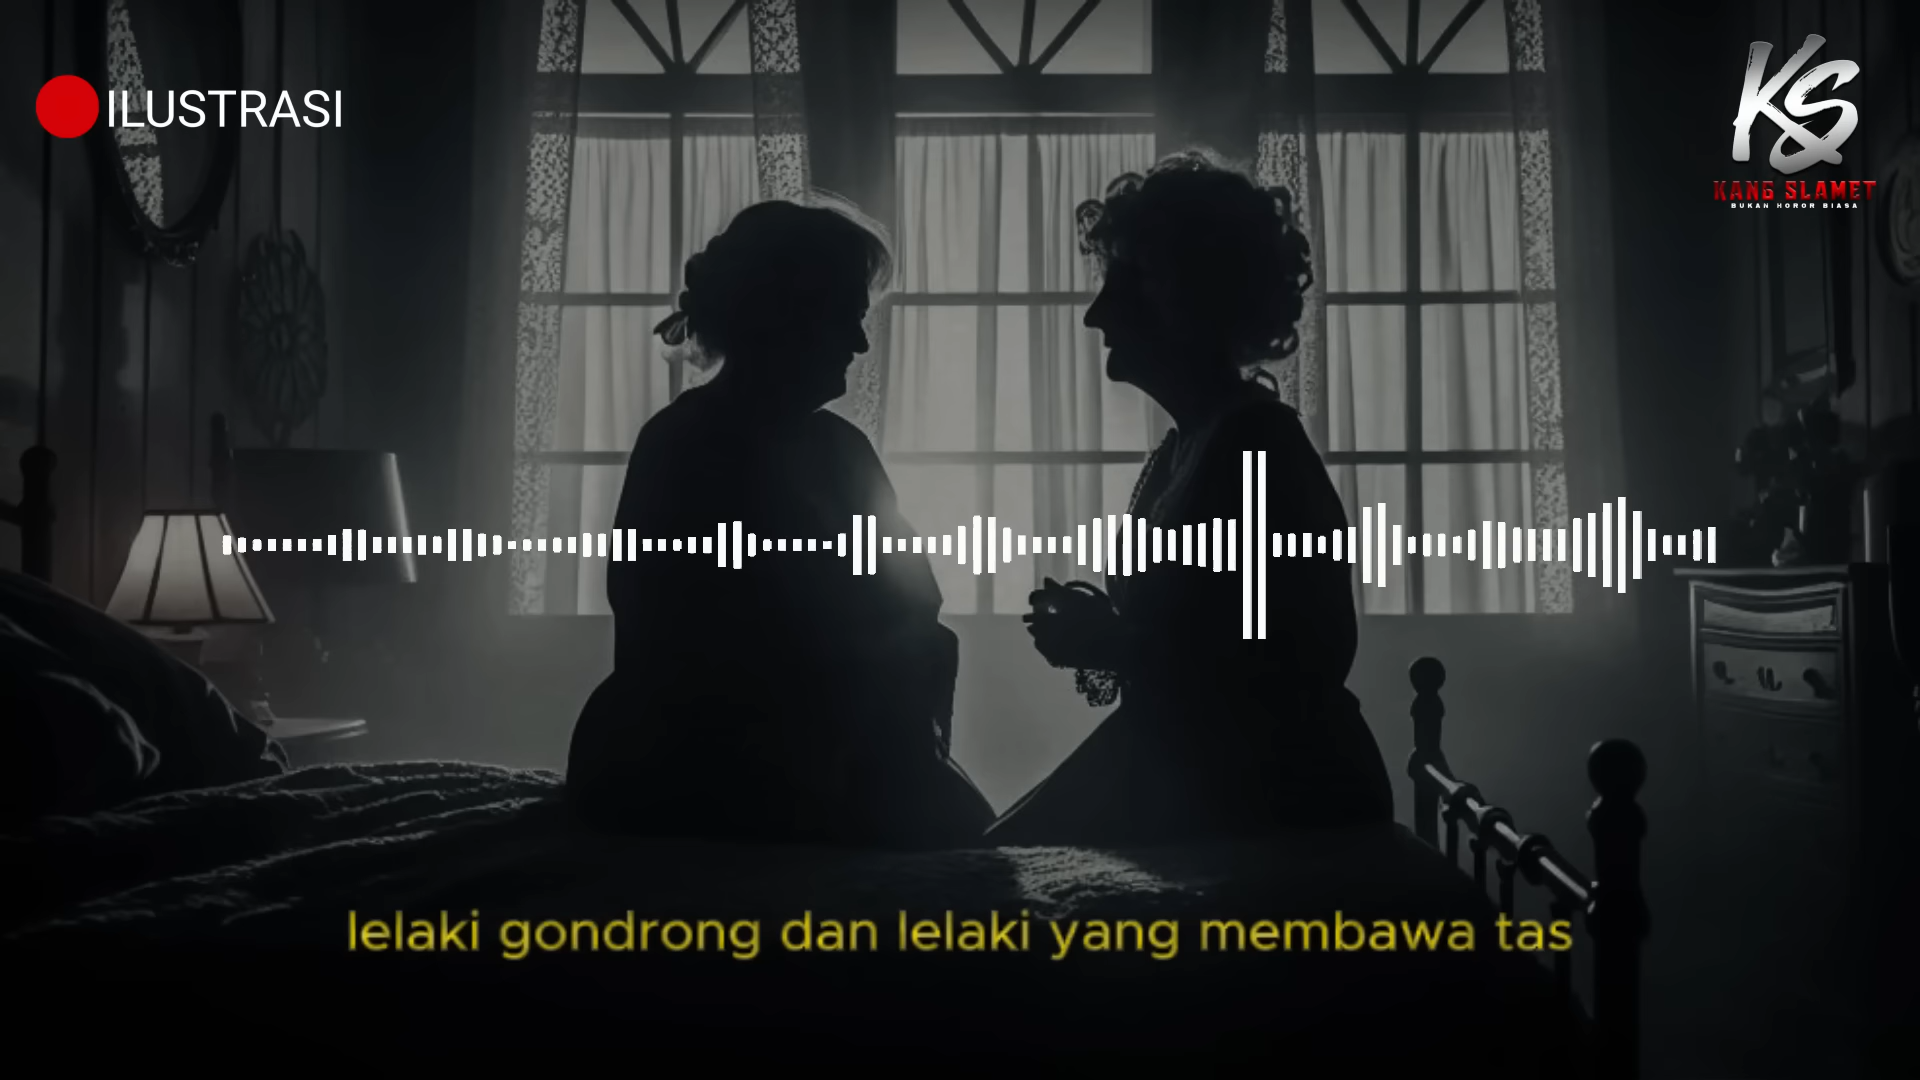 ILUSTRASI
KS
KANG SLAMET
BUKAN HOROR BIASA
lelaki gondrong dan lelaki yang membawa tas